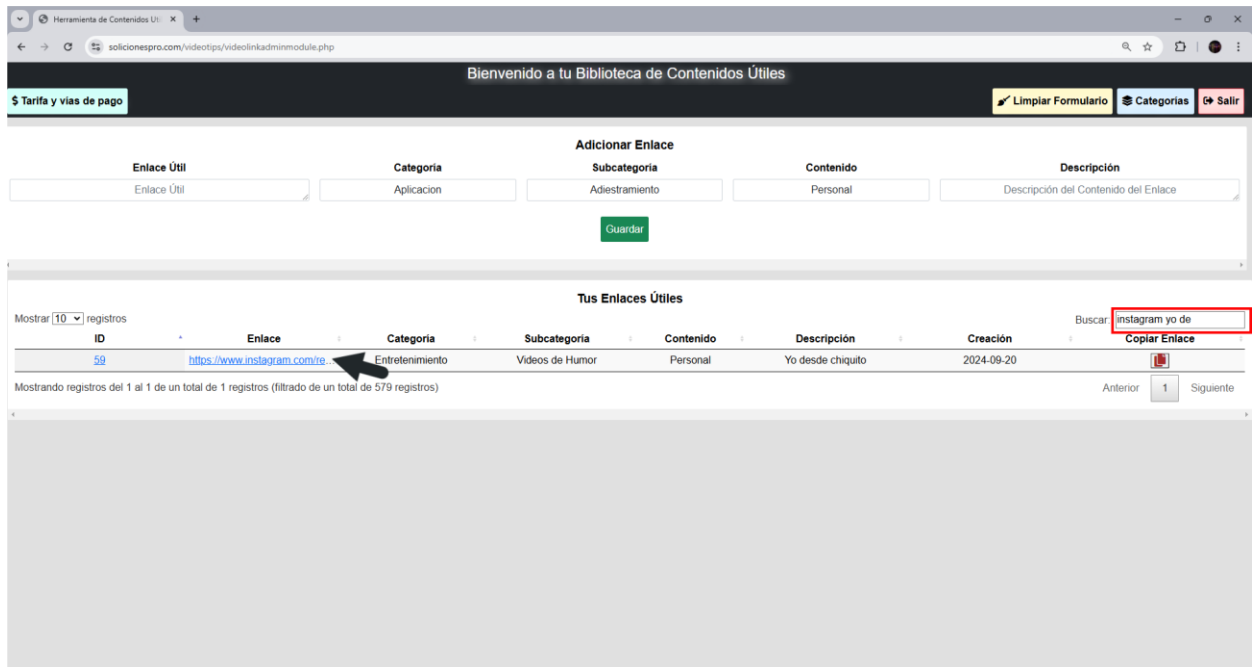 Herramienta de Contenidos Úti
solicionespro.com/videotips/videolinkadminmodule.php
Bienvenido a tu Biblioteca de Contenidos Útiles
$ Tarifa y vias de pago
Limpiar Formulario
Categorias
Salir
Adicionar Enlace
Enlace Útil Categoria Subcategoria Contenido Descripción
Enlace Útil Aplicacion Adiestramiento Personal Descripción del Contenido del Enlace
Guardar
Tus Enlaces Útiles
Mostrar 10 registros
Buscar: instagram yo de
ID Enlace Categoria Subcategoria Contenido Descripción Creación Copiar Enlace
59 https://www.instagram.com/re... Entretenimiento Videos de Humor Personal Yo desde chiquito 2024-09-20
Mostrando registros del 1 al 1 de un total de 1 registros (filtrado de un total de 579 registros)
Anterior 1 Siguiente